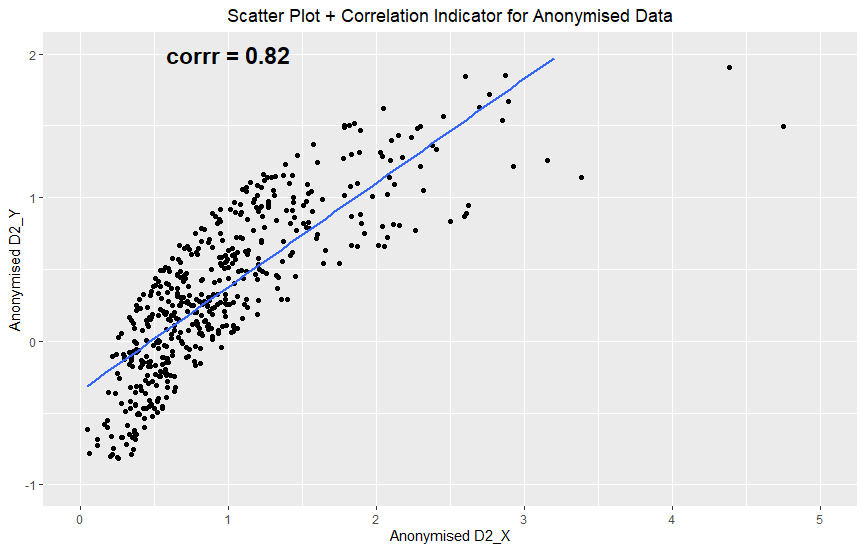 Scatter Plot + Correlation Indicator for Anonymised Data
corrr = 0.82
2
1
0
-1
Anonymised D2_Y
0 1 2 3 4 5
Anonymised D2_X